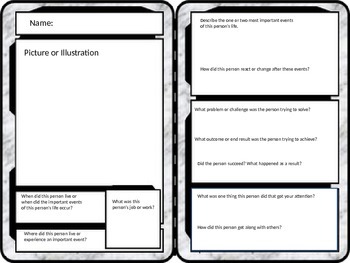 Name:
Picture or Illustration
When did this person live or
when did the important events
of this person's life occur?
What was this
person's job or work?
Where did this person live or
experience an important event?
Describe the one or two most important events
of this person's life.
How did this person react or change after these events?
What problem or challenge was the person trying to solve?
What outcome or end result was the person trying to achieve?
Did the person succeed? What happened as a result?
What was one thing this person did that got your attention?
How did this person get along with others?